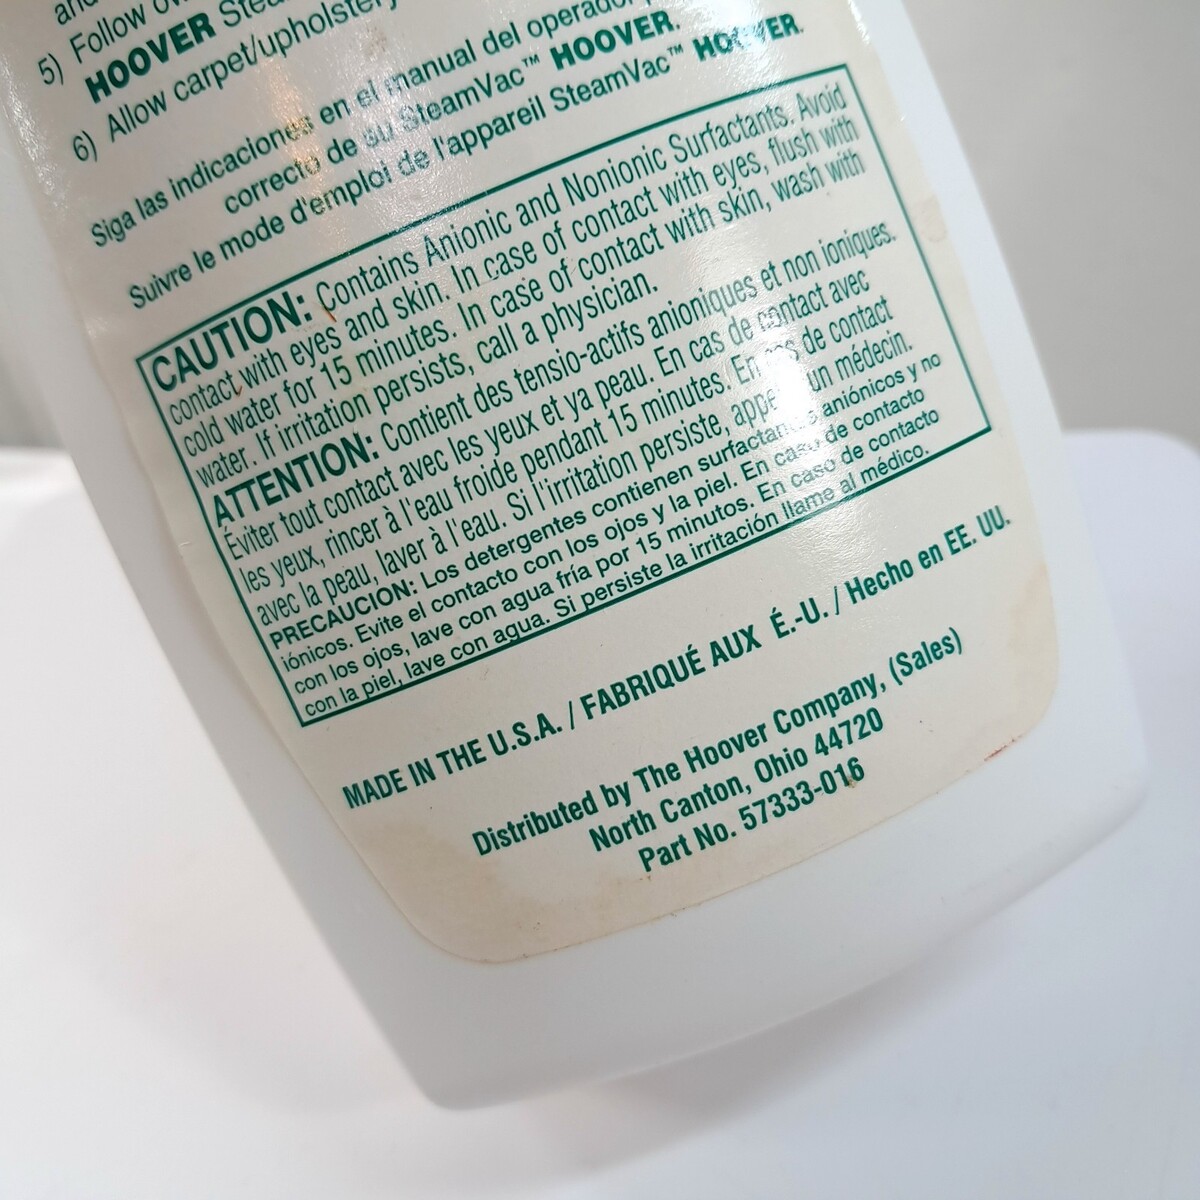 5) Follow
HOOVER
6) Allow carpet/upholstery
Siga las indicaciones en el manual del operador
correcto de su SteamVac™ HOOVER.
Suivre le mode d'emploi de l'appareil SteamVac™ HOOVER.
CAUTION: Contains Anionic and Nonionic Surfactants. Avoid
contact with eyes and skin. In case of contact with eyes, flush with
cold water for 15 minutes. In case of contact with skin, wash with
water. If irritation persists, call a physician.
ATTENTION: Contient des tensio-actifs anioniques et non ioniques.
Éviter tout contact avec les yeux et ya peau. En cas de contact avec
les yeux, rincer à l'eau froide pendant 15 minutes. En cas de contact
avec la peau, laver à l'eau. Si l'irritation persiste, un médecin.
PRECAUCION: Los detergentes contienen surfactantes aniónicos y no
iónicos. Evite el contacto con los ojos y la piel. En caso de contacto
con los ojos, lave con agua fría por 15 minutos. En caso de contacto
con la piel, lave con agua. Si persiste la irritación llame al médico.
MADE IN THE U.S.A. / FABRIQUÉ AUX É.-U. / Hecho en EE. UU.
Distributed by The Hoover Company, (Sales)
North Canton, Ohio 44720
Part No. 57333-016